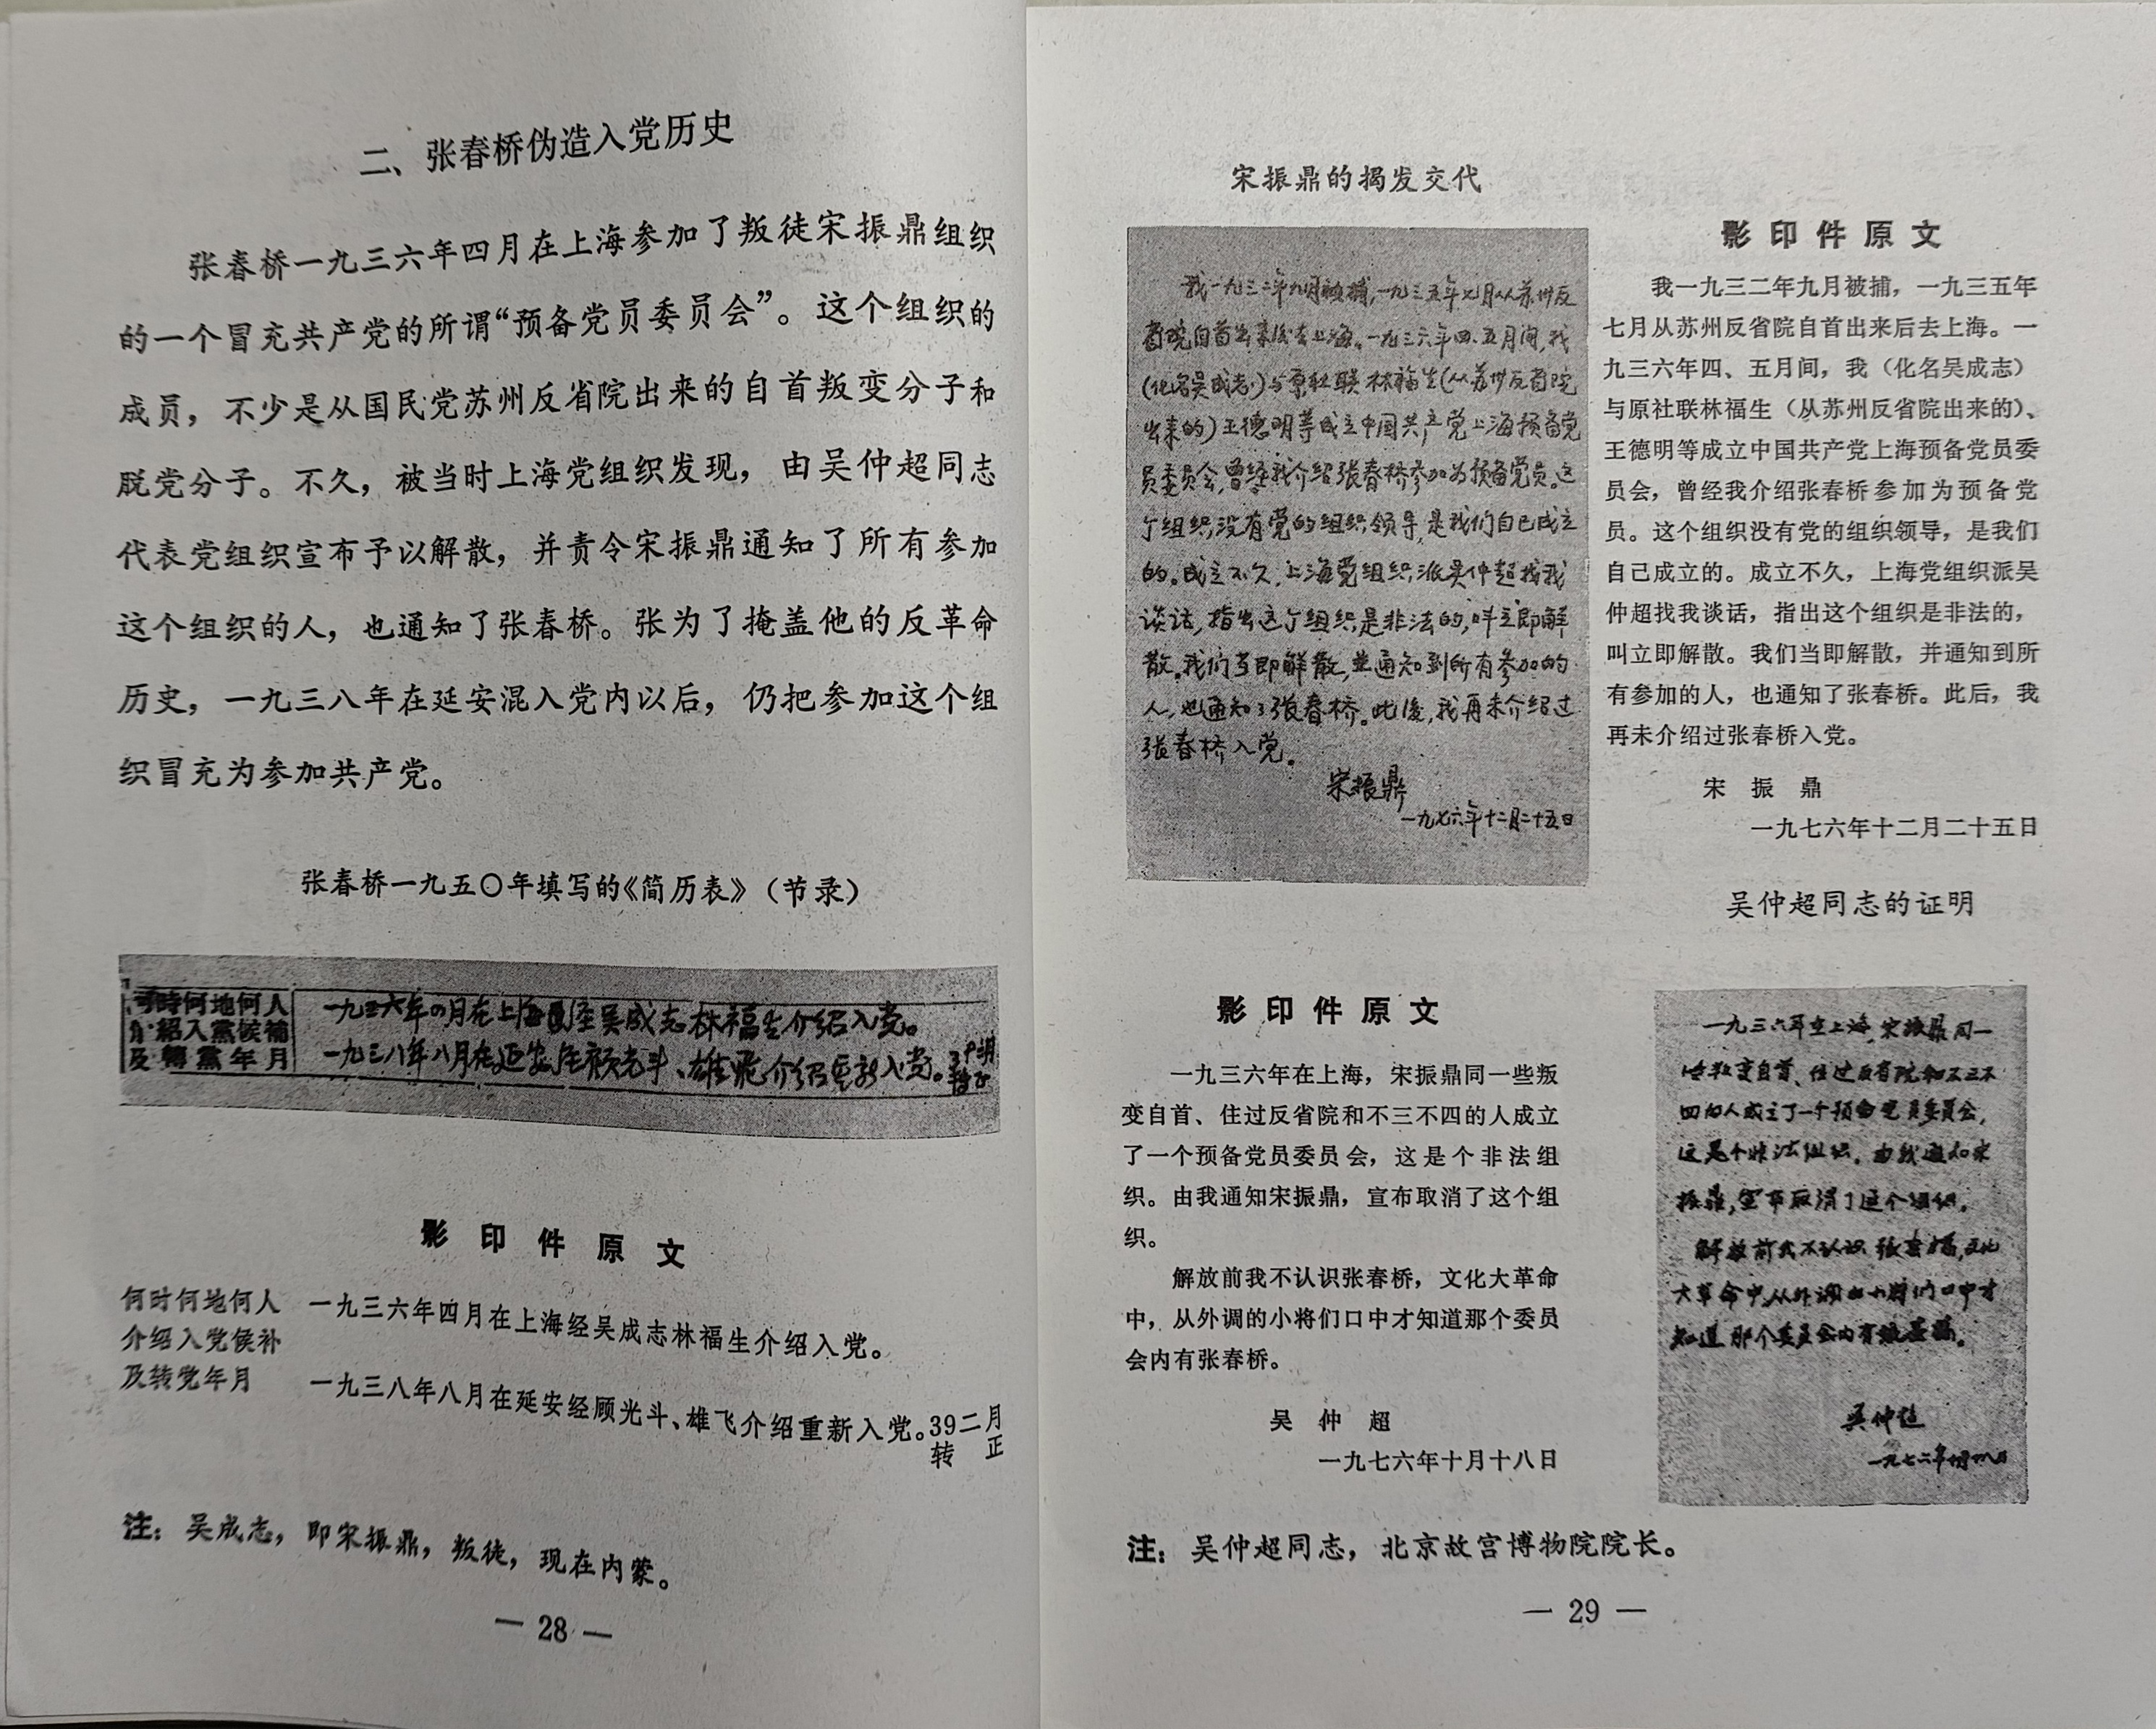 二、张春桥伪造入党历史
张春桥一九三六年四月在上海参加了叛徒宋振鼎组织
的一个冒充共产党的所谓“预备党员委员会”。这个组织的
成员，不少是从国民党苏州反省院出来的自首叛变分子和
脱党分子。不久，被当时上海党组织发现，由吴仲超同志
代表党组织宣布予以解散，并责令宋振鼎通知了所有参加
这个组织的人，也通知了张春桥。张为了掩盖他的反革命
历史，一九三八年在延安混入党内以后，仍把参加这个组
织冒充为参加共产党。
张春桥一九五〇年填写的《简历表》（节录）
何時何地何人
介紹入黨候補
及轉黨年月
一九三六年四月在上海經吴成志林福生介绍入党。
一九三八年八月在延安经顾光斗、雄飛介绍重新入党。
影印件原文
何时何地何人
介绍入党候补
及转党年月
一九三六年四月在上海经吴成志林福生介绍入党。
一九三八年八月在延安经顾光斗、雄飞介绍重新入党。39二月
转正
注：吴成志，即宋振鼎，叛徒，现在内蒙。
— 28 —
宋振鼎的揭发交代
我一九三二年九月被捕，一九三五年七月从苏州反
省院自首出来後去上海。一九三六年四、五月间，我
(化名吴成志)与原社联林福生(从苏州反省院
出来的)王德明等成立中国共产党上海预备党
员委员会，曾经我介绍张春桥参加为预备党员。这
个组织没有党的组织领导，是我们自己成立
的。成立不久，上海党组织派吴仲超找我
谈话，指出这个组织是非法的，叫立即解
散。我们当即解散，並通知到所有参加的
人，也通知了张春桥。此後，我再未介绍过
张春桥入党。
宋振鼎
一九七六年十二月二十五日
影印件原文
我一九三二年九月被捕，一九三五年
七月从苏州反省院自首出来后去上海。一
九三六年四、五月间，我（化名吴成志）
与原社联林福生（从苏州反省院出来的）、
王德明等成立中国共产党上海预备党员委
员会，曾经我介绍张春桥参加为预备党
员。这个组织没有党的组织领导，是我们
自己成立的。成立不久，上海党组织派吴
仲超找我谈话，指出这个组织是非法的，
叫立即解散。我们当即解散，并通知到所
有参加的人，也通知了张春桥。此后，我
再未介绍过张春桥入党。
宋振鼎
一九七六年十二月二十五日
吴仲超同志的证明
影印件原文
一九三六年在上海，宋振鼎同一些叛
变自首、住过反省院和不三不四的人成立
了一个预备党员委员会，这是个非法组
织。由我通知宋振鼎，宣布取消了这个组
织。
解放前我不认识张春桥，文化大革命
中，从外调的小将们口中才知道那个委员
会内有张春桥。
吴仲超
一九七六年十月十八日
一九三六年在上海，宋振鼎同一
些叛变自首、住过反省院和不三不
四的人成立了一个预备党员委员会，
这是个非法组织。由我通知宋
振鼎，宣布取消了这个组织。
解放前我不认识张春桥，文化
大革命中，从外调的小将们口中才
知道那个委员会内有张春桥。
吴仲超
一九七六年十月十八日
注：吴仲超同志，北京故宫博物院院长。
— 29 —